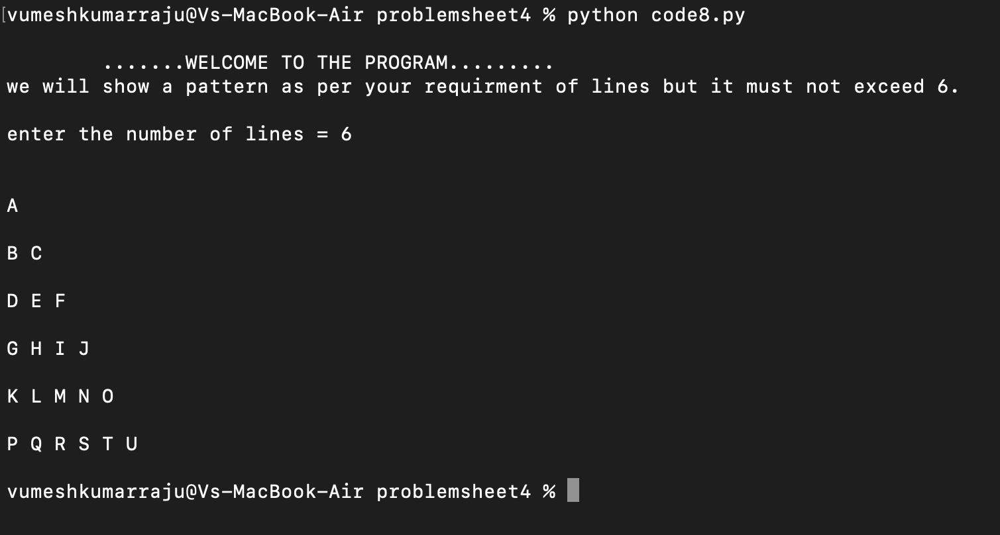 [vumeshkumarraju@Vs-MacBook-Air problemsheet4 % python code8.py
.......WELCOME TO THE PROGRAM.........
we will show a pattern as per your requirment of lines but it must not exceed 6.
enter the number of lines = 6
A
B C
D E F
G H I J
K L M N O
P Q R S T U
vumeshkumarraju@Vs-MacBook-Air problemsheet4 %